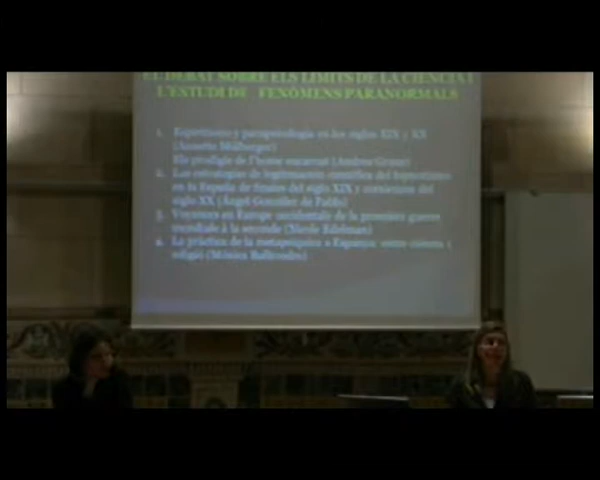 EL DEBAT SOBRE ELS LIMITS DE LA CIENCIA I
L'ESTUDI DE FENÒMENS PARANORMALS
1. Espiritismo y parapsicología en los siglos XIX y XX
(Annette Mülberger)
Els prodigis de l'home encarnat (Andrea Graus)
2. Las estrategias de legitimación científica del hipnotismo
en la España de finales del siglo XIX y comienzos del
siglo XX (Ángel González de Pablo)
3. Voyances en Europe occidentale de la première guerre
mondiale à la seconde (Nicole Edelman)
4. La pràctica de la metapsíquica a Espanya: entre ciència i
religió (Mònica Balltondre)